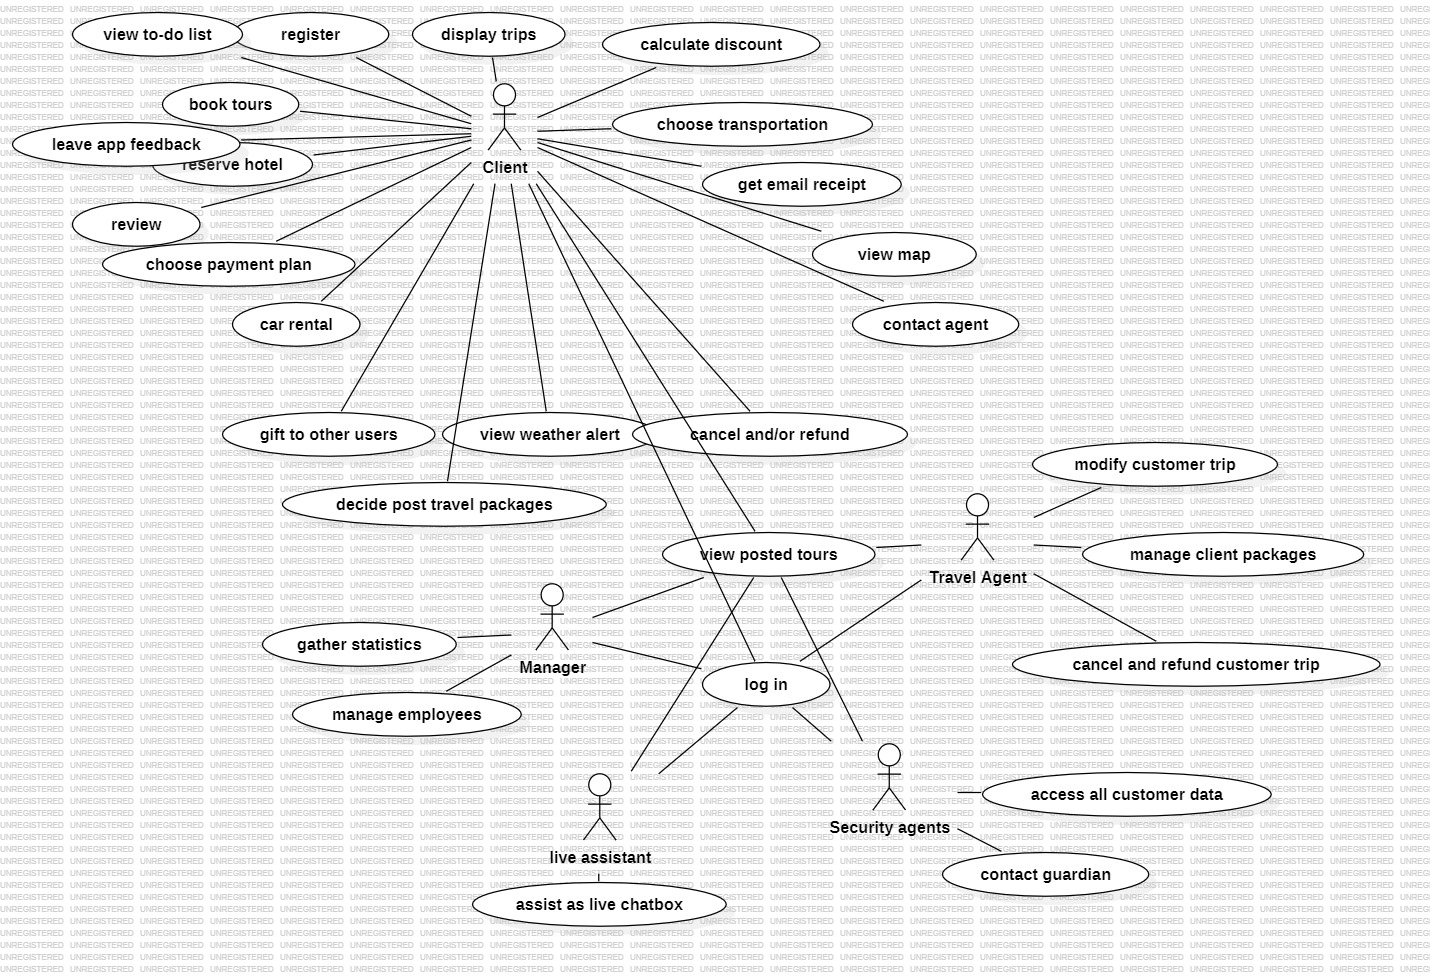 view to-do list
register
display trips
calculate discount
book tours
choose transportation
leave app feedback
reserve hotel
Client
get email receipt
review
view map
choose payment plan
car rental
contact agent
gift to other users
view weather alert
cancel and/or refund
modify customer trip
decide post travel packages
view posted tours
manage client packages
Travel Agent
gather statistics
Manager
cancel and refund customer trip
log in
manage employees
access all customer data
Security agents
live assistant
contact guardian
assist as live chatbox
UNREGISTERED